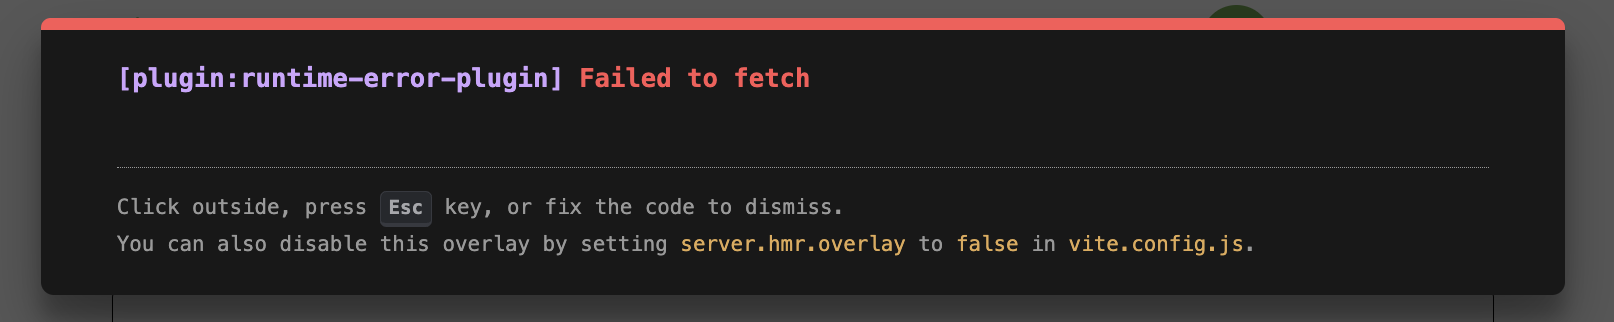 [plugin:runtime-error-plugin] Failed to fetch
Click outside, press Esc key, or fix the code to dismiss.
You can also disable this overlay by setting server.hmr.overlay to false in vite.config.js.